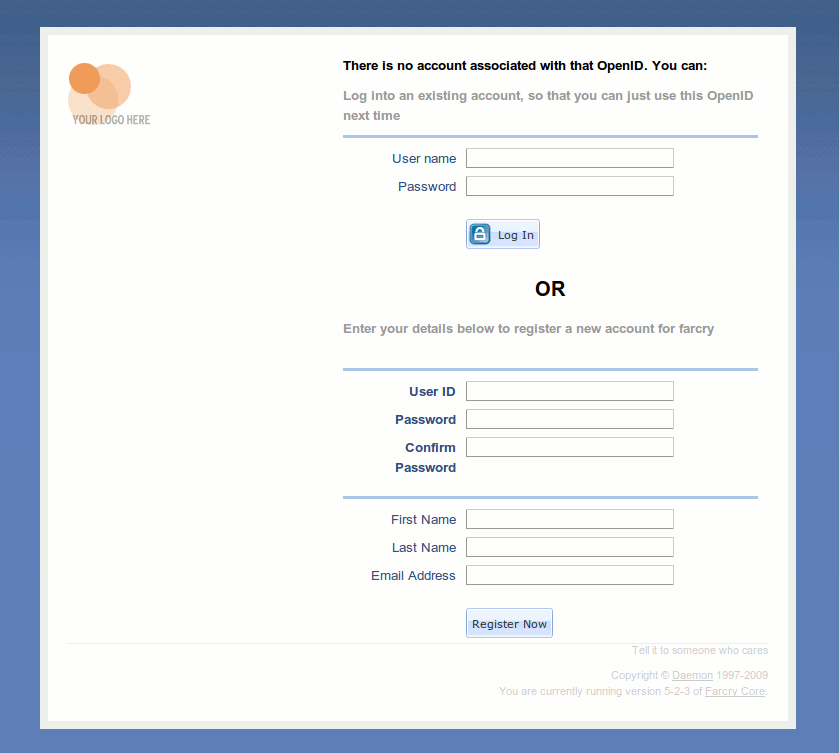 YOUR LOGO HERE
There is no account associated with that OpenID. You can:
Log into an existing account, so that you can just use this OpenID
next time
User name
Password
Log In
OR
Enter your details below to register a new account for farcry
User ID
Password
Confirm
Password
First Name
Last Name
Email Address
Register Now
Tell it to someone who cares
Copyright © Daemon 1997-2009
You are currently running version 5-2-3 of Farcry Core.